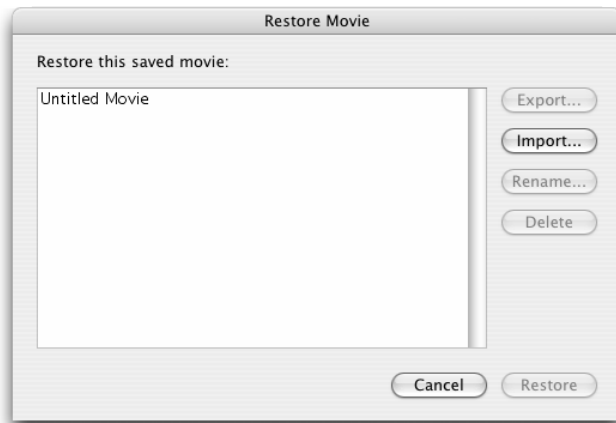 Restore Movie
Restore this saved movie:
Untitled Movie
Export...
Import...
Rename...
Delete
Cancel
Restore